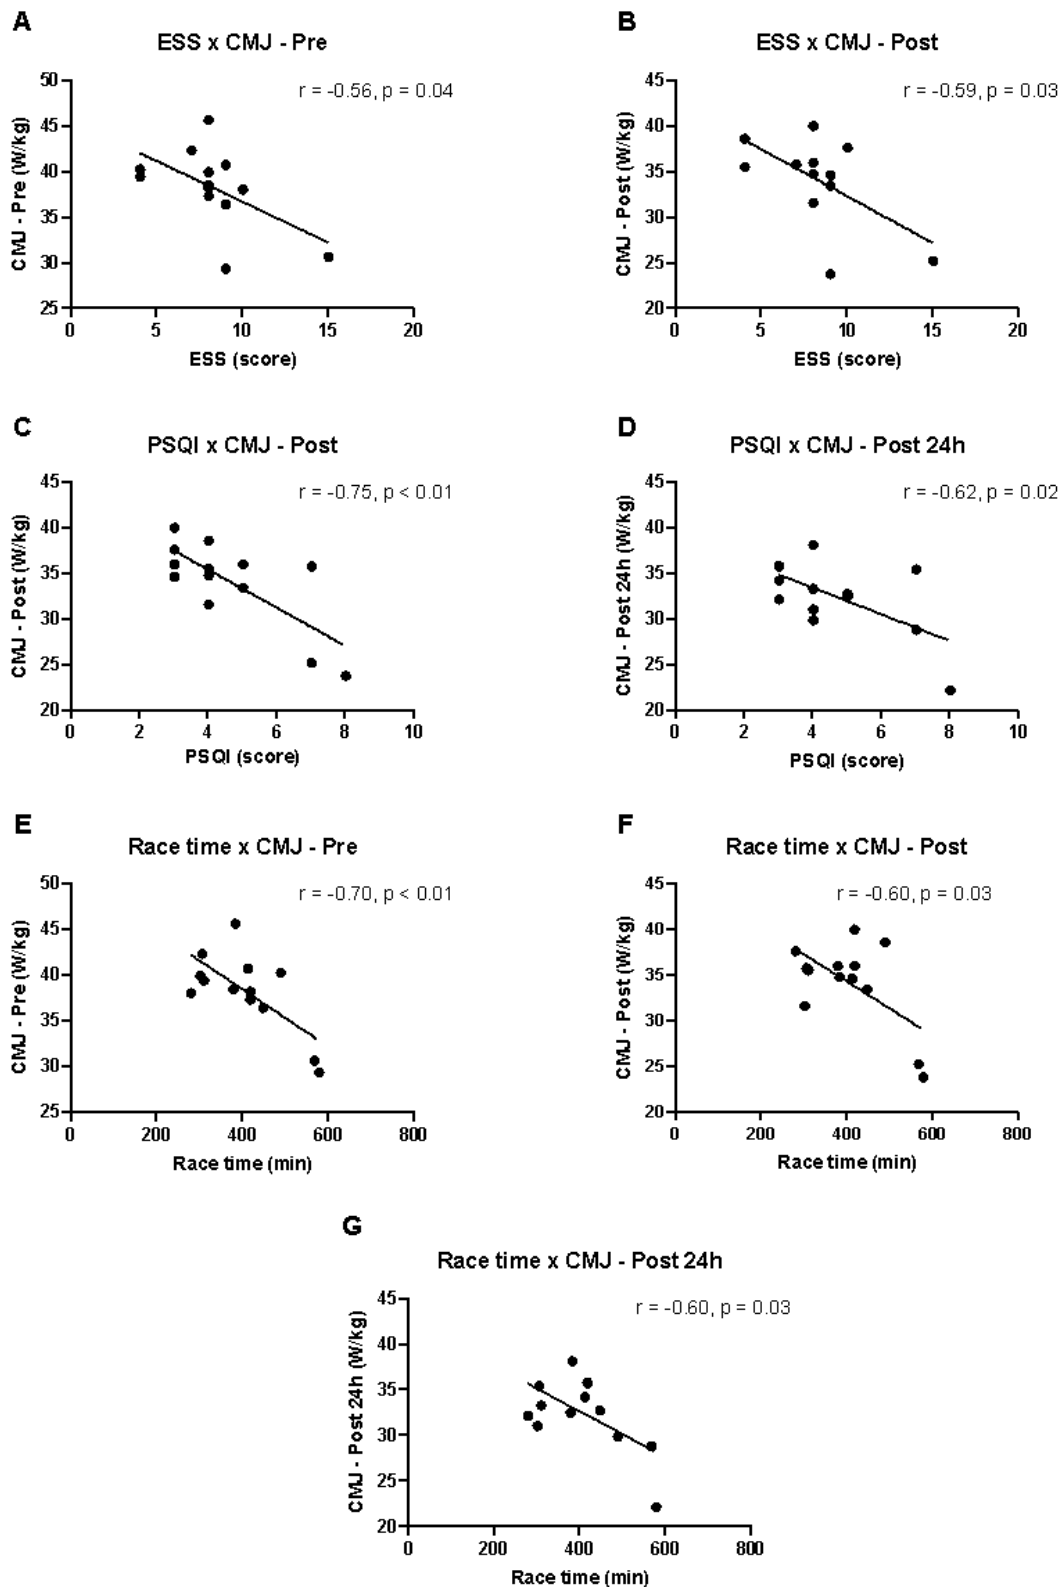 A
ESS x CMJ - Pre
r = -0.56, p = 0.04
CMJ - Pre (W/kg)
50
45
40
35
30
25
0 5 10 15 20
ESS (score)
B
ESS x CMJ - Post
r = -0.59, p = 0.03
CMJ - Post (W/kg)
45
40
35
30
25
20
0 5 10 15 20
ESS (score)
C
PSQI x CMJ - Post
r = -0.75, p < 0.01
CMJ - Post (W/kg)
45
40
35
30
25
20
0 2 4 6 8 10
PSQI (score)
D
PSQI x CMJ - Post 24h
r = -0.62, p = 0.02
CMJ - Post 24h (W/kg)
45
40
35
30
25
20
0 2 4 6 8 10
PSQI (score)
E
Race time x CMJ - Pre
r = -0.70, p < 0.01
CMJ - Pre (W/kg)
50
45
40
35
30
25
0 200 400 600 800
Race time (min)
F
Race time x CMJ - Post
r = -0.60, p = 0.03
CMJ - Post (W/kg)
45
40
35
30
25
20
0 200 400 600 800
Race time (min)
G
Race time x CMJ - Post 24h
r = -0.60, p = 0.03
CMJ - Post 24h (W/kg)
45
40
35
30
25
20
0 200 400 600 800
Race time (min)